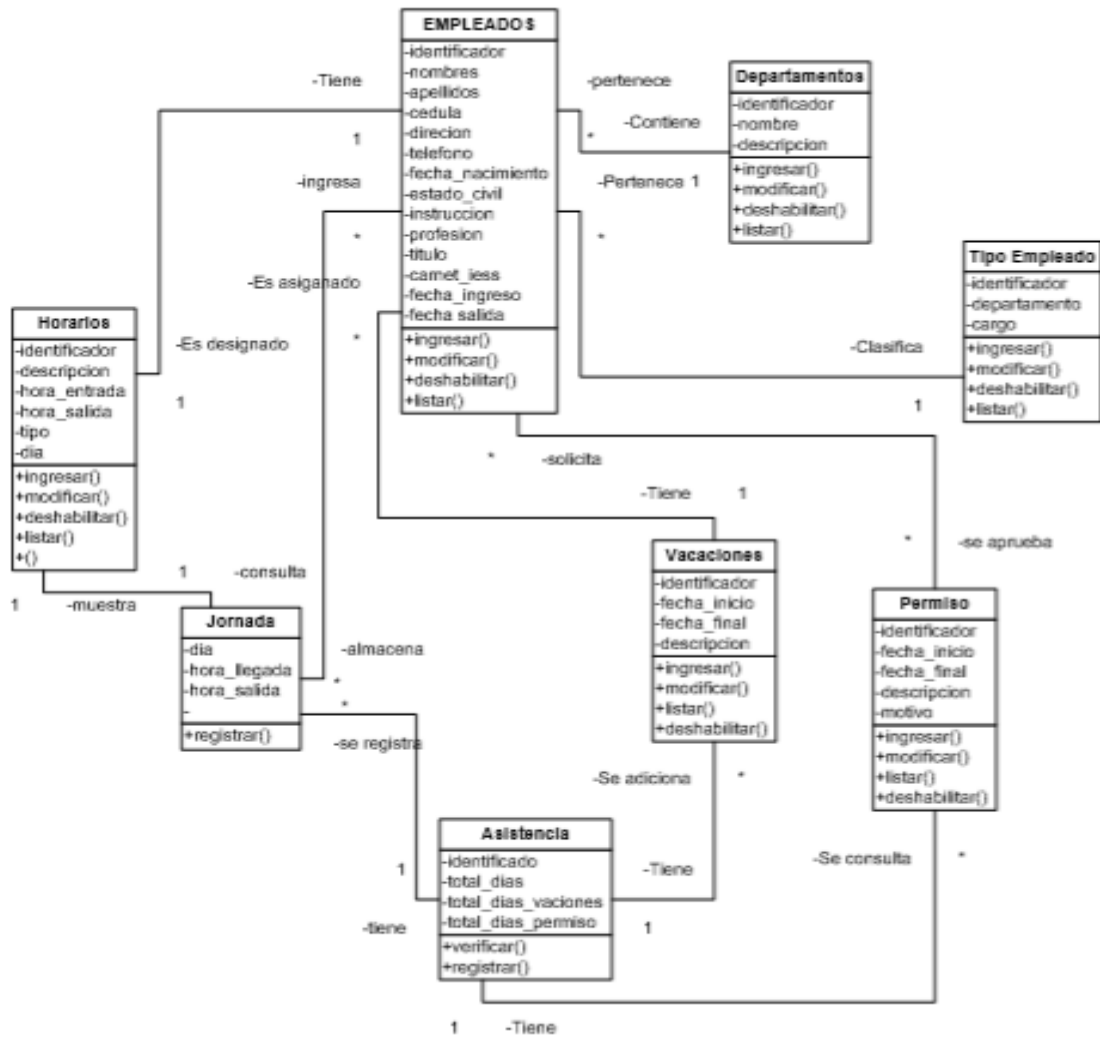 EMPLEADOS
-identificador
-nombres
-apellidos
-cedula
-direcion
-telefono
-fecha_nacimiento
-estado_civil
-instruccion
-profesion
-titulo
-carnet_iess
-fecha_ingreso
-fecha salida
+ingresar()
+modificar()
+deshabilitar()
+listar()
-Tiene
1
-ingresa
*
-Es asiganado
*
-Es designado
1
-pertenece
*
-Contiene
-Pertenece 1
*
Departamentos
-identificador
-nombre
-descripcion
+ingresar()
+modificar()
+deshabilitar()
+listar()
Tipo Empleado
-identificador
-departamento
-cargo
+ingresar()
+modificar()
+deshabilitar()
+listar()
-Clasifica
1
Horarios
-identificador
-descripcion
-hora_entrada
-hora_salida
-tipo
-dia
+ingresar()
+modificar()
+deshabilitar()
+listar()
+()
* -solicita
-Tiene 1
* -se aprueba
1 -consulta
1 -muestra
Jornada
-dia
-hora_llegada
-hora_salida
-
+registrar()
-almacena
*
*
-se registra
Vacaciones
-identificador
-fecha_inicio
-fecha_final
-descripcion
+ingresar()
+modificar()
+listar()
+deshabilitar()
Permiso
-identificador
-fecha_inicio
-fecha_final
-descripcion
-motivo
+ingresar()
+modificar()
+listar()
+deshabilitar()
-Se adiciona *
-Se consulta *
Asistencia
-identificado
-total_dias
-total_dias_vaciones
-total_dias_permiso
+verificar()
+registrar()
1
-tiene
-Tiene
1
1 -Tiene